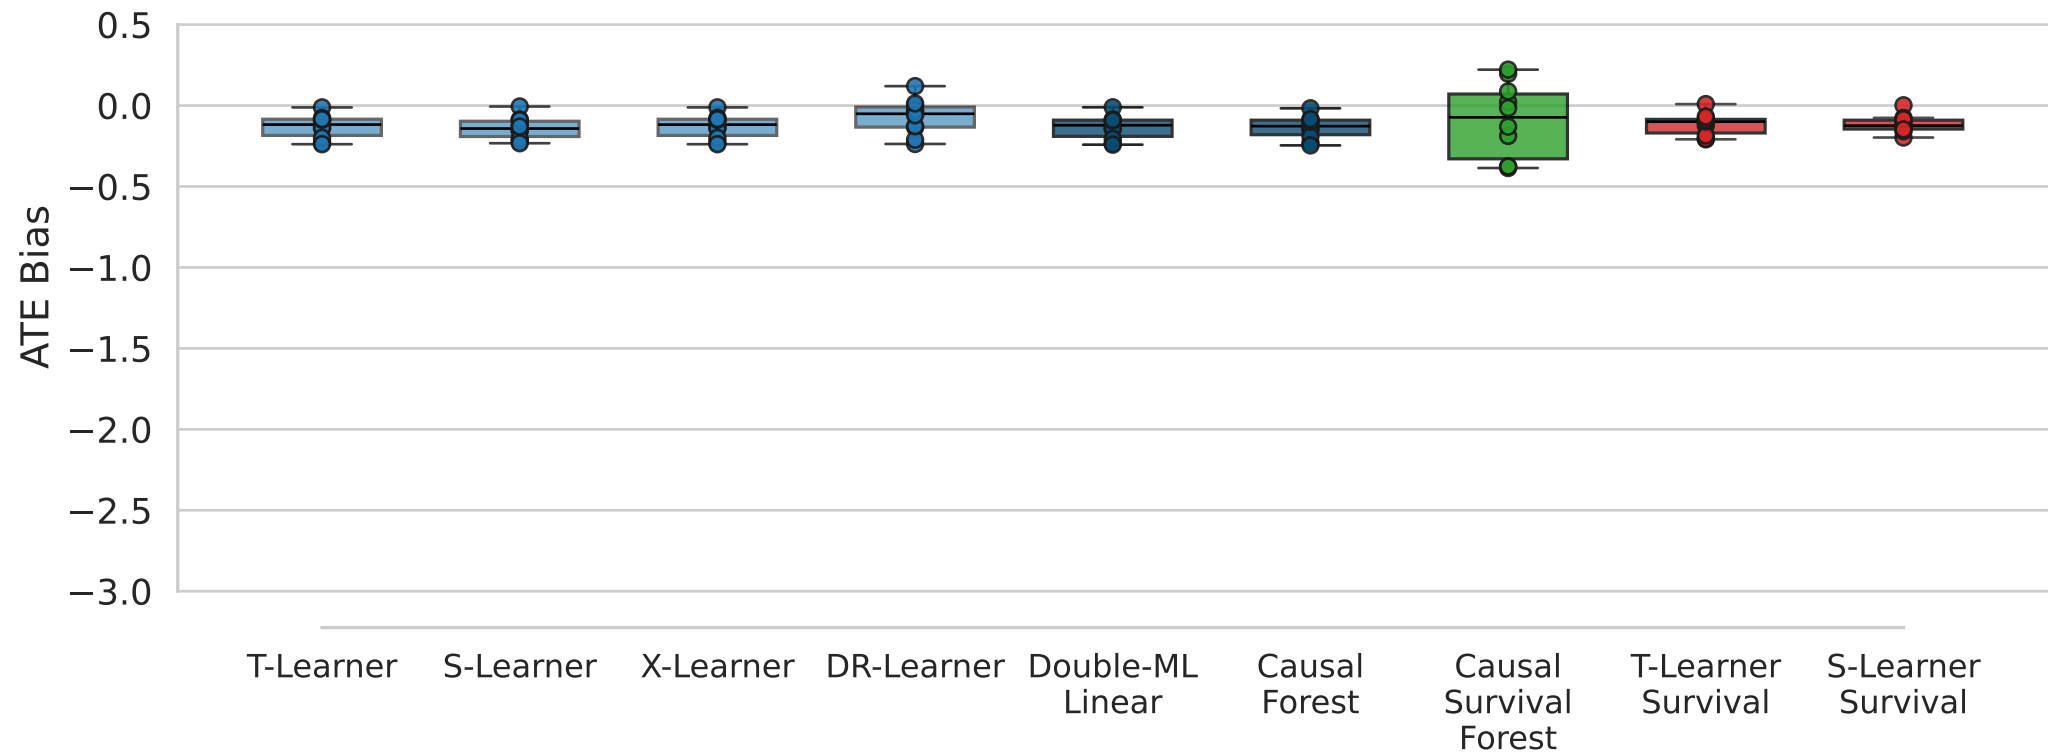 0.5
0.0
−0.5
−1.0
−1.5
−2.0
−2.5
−3.0
ATE Bias
T-Learner
S-Learner
X-Learner
DR-Learner
Double-ML
Linear
Causal
Forest
Causal
Survival
Forest
T-Learner
Survival
S-Learner
Survival